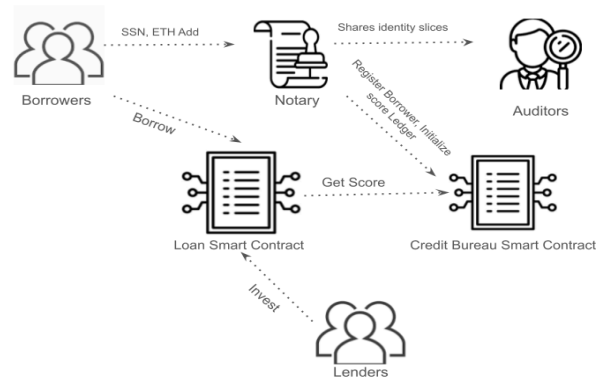 SSN, ETH Add
Shares identity slices
Borrowers
Notary
Auditors
Register Borrower, Initialize
score Ledger
Borrow
Get Score
Loan Smart Contract
Credit Bureau Smart Contract
Invest
Lenders